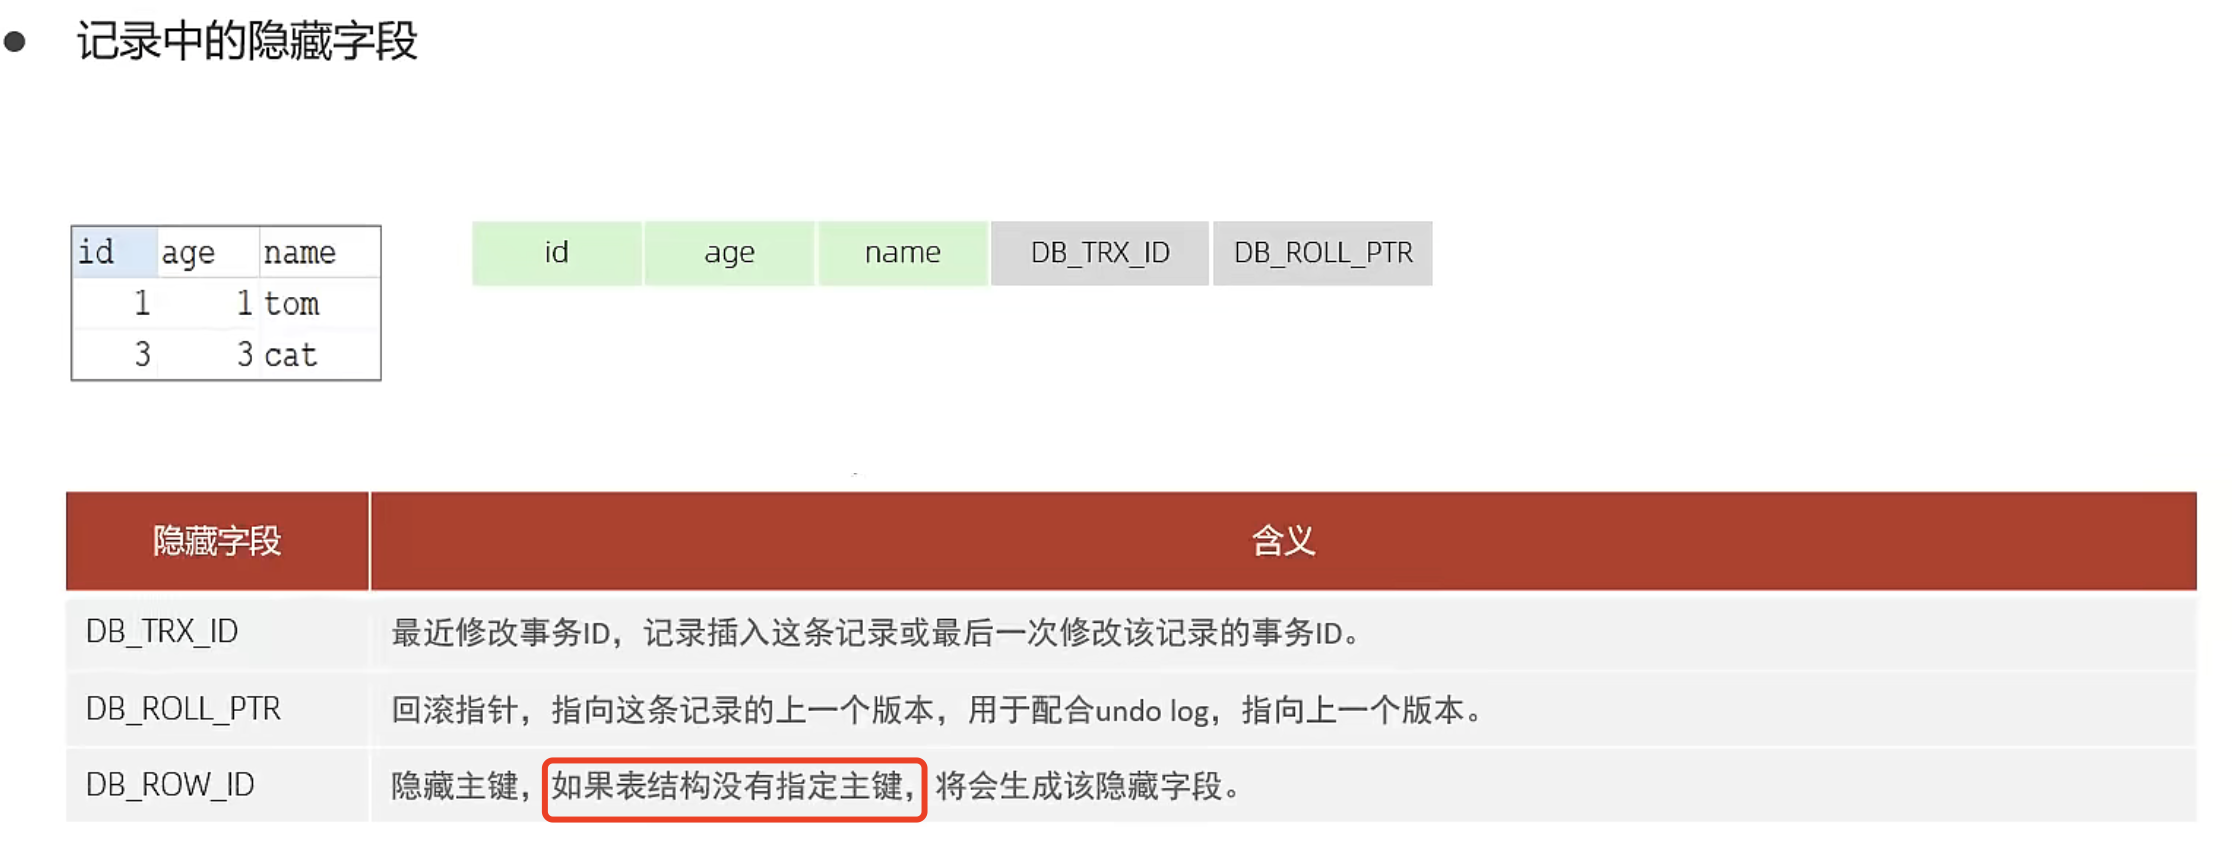 记录中的隐藏字段
id age name
1 1 tom
3 3 cat
id age name DB_TRX_ID DB_ROLL_PTR
隐藏字段 含义
DB_TRX_ID 最近修改事务ID，记录插入这条记录或最后一次修改该记录的事务ID。
DB_ROLL_PTR 回滚指针，指向这条记录的上一个版本，用于配合undo log，指向上一个版本。
DB_ROW_ID 隐藏主键，如果表结构没有指定主键，将会生成该隐藏字段。